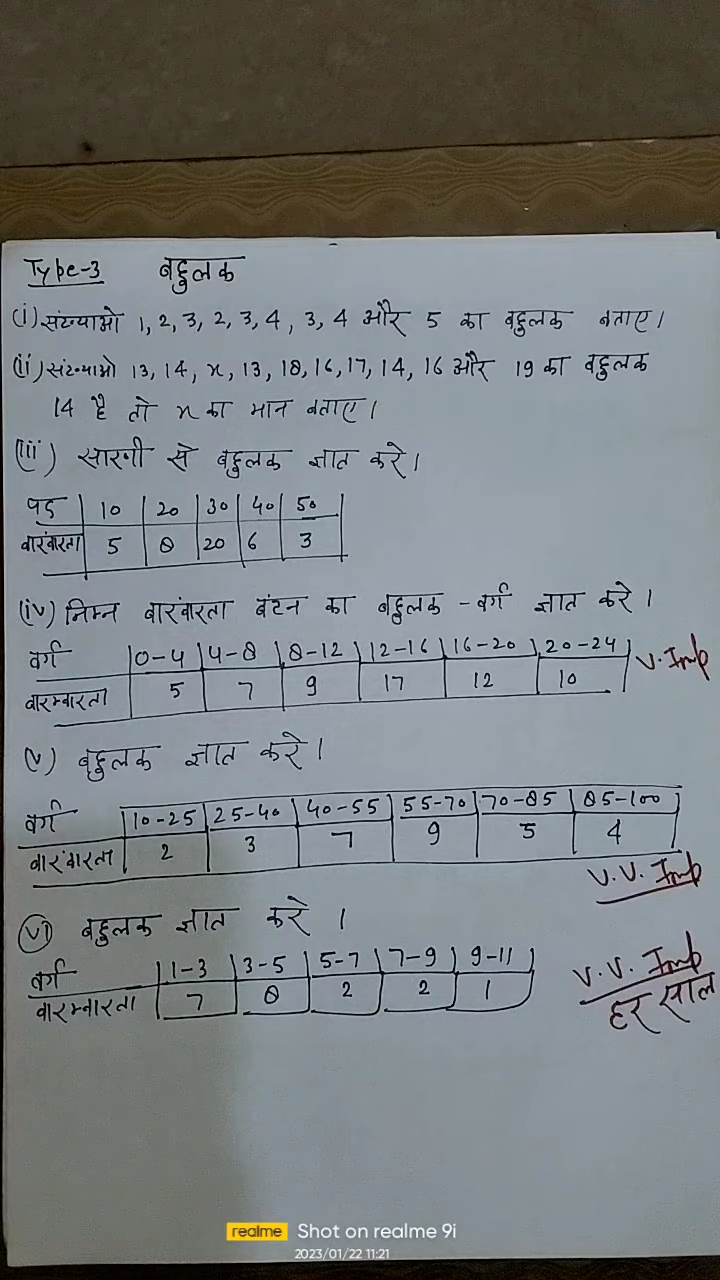 Type-3 बहुलक
(i) संख्याओ 1, 2, 3, 2, 3, 4, 3, 4 और 5 का बहुलक बताए।
(ii) संख्याओ 13, 14, x, 13, 18, 16, 17, 14, 16 और 19 का बहुलक
14 है तो x का मान बताए।
(iii) सारणी से बहुलक ज्ञात करे।
पद 10 20 30 40 50
बारंबारता 5 8 20 6 3
(iv) निम्न बारंबारता बंटन का बहुलक - वर्ग ज्ञात करे।
वर्ग 0-4 4-8 8-12 12-16 16-20 20-24 V. Imp
बारम्बारता 5 7 9 17 12 10
(v) बहुलक ज्ञात करे।
वर्ग 10-25 25-40 40-55 55-70 70-85 85-100
बारंबारता 2 3 7 9 5 4
V. V. Imp
(vi) बहुलक ज्ञात करे।
वर्ग 1-3 3-5 5-7 7-9 9-11 V. V. Imp
बारम्बारता 7 8 2 2 1 हर साल
realme Shot on realme 9i
2023/01/22 11:21